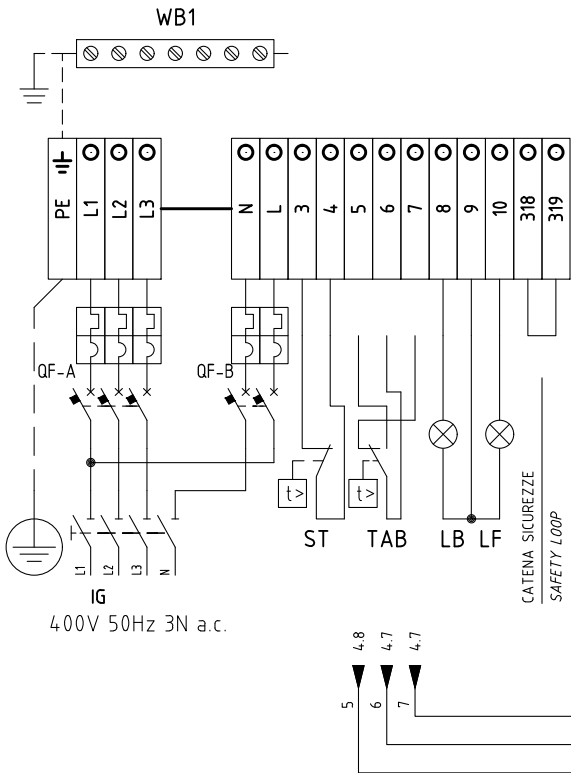 WB1
PE L1 L2 L3 N L 3 4 5 6 7 8 9 10 318 319
QF-A QF-B
t> t>
ST TAB LB LF
CATENA SICUREZZE
SAFETY LOOP
L1 L2 L3 N
IG
400V 50Hz 3N a.c.
4.8 4.7 4.7
5 6 7